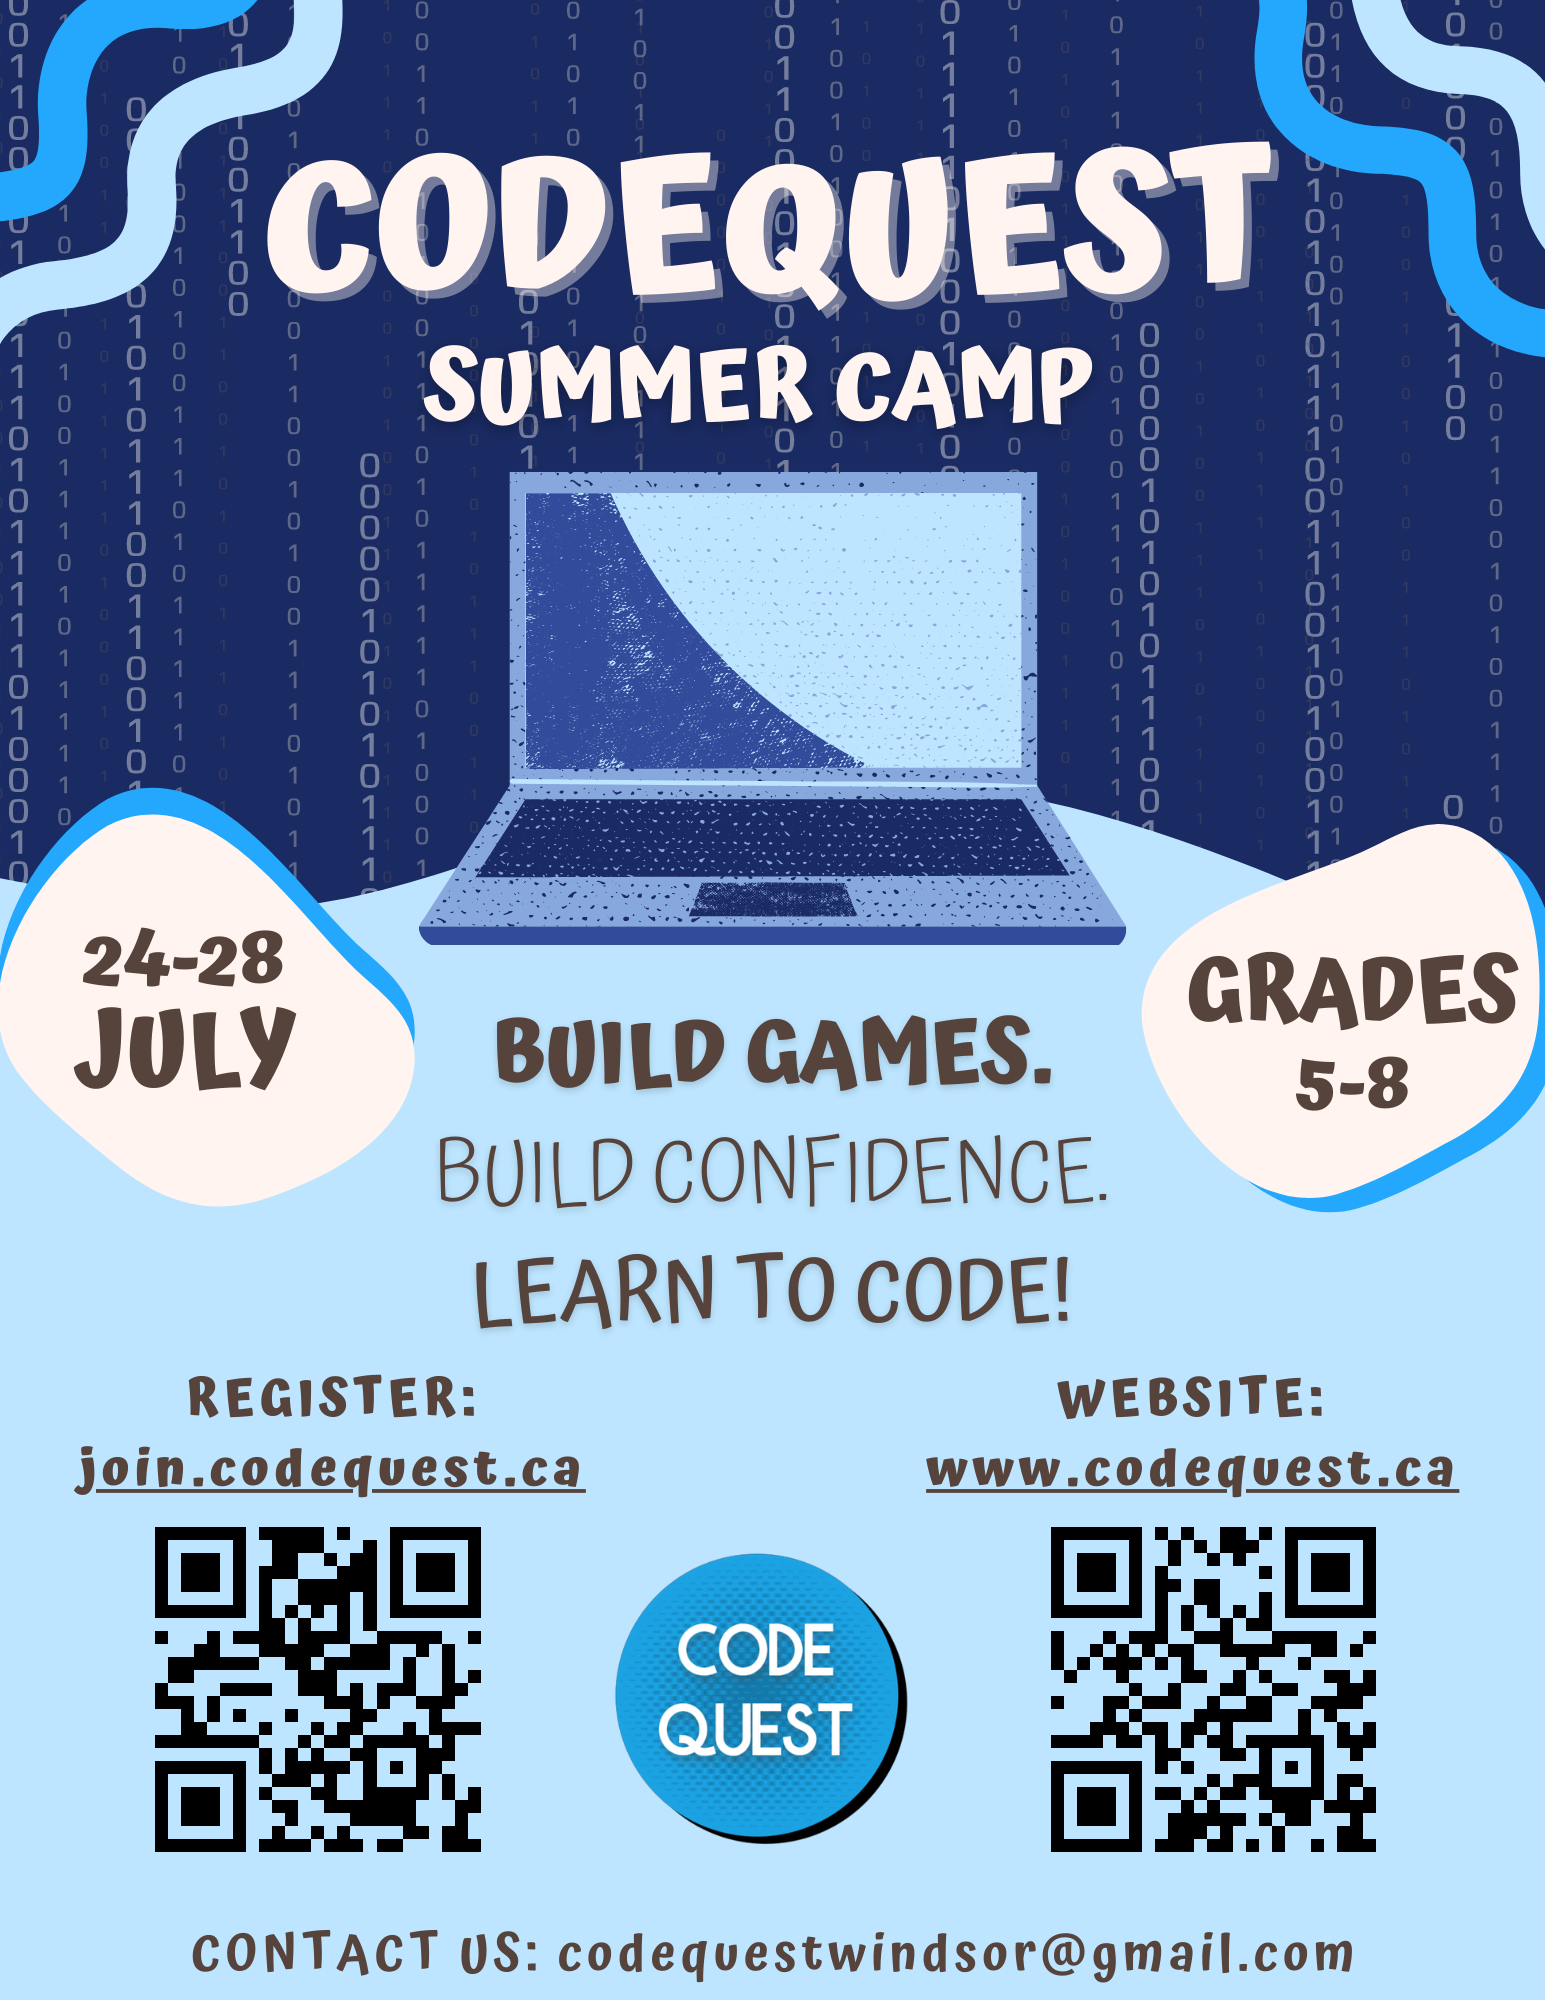 CODEQUEST
SUMMER CAMP
24-28
JULY
GRADES
5-8
BUILD GAMES.
BUILD CONFIDENCE.
LEARN TO CODE!
REGISTER:
join.codequest.ca
WEBSITE:
www.codequest.ca
CODE
QUEST
CONTACT US: codequestwindsor@gmail.com